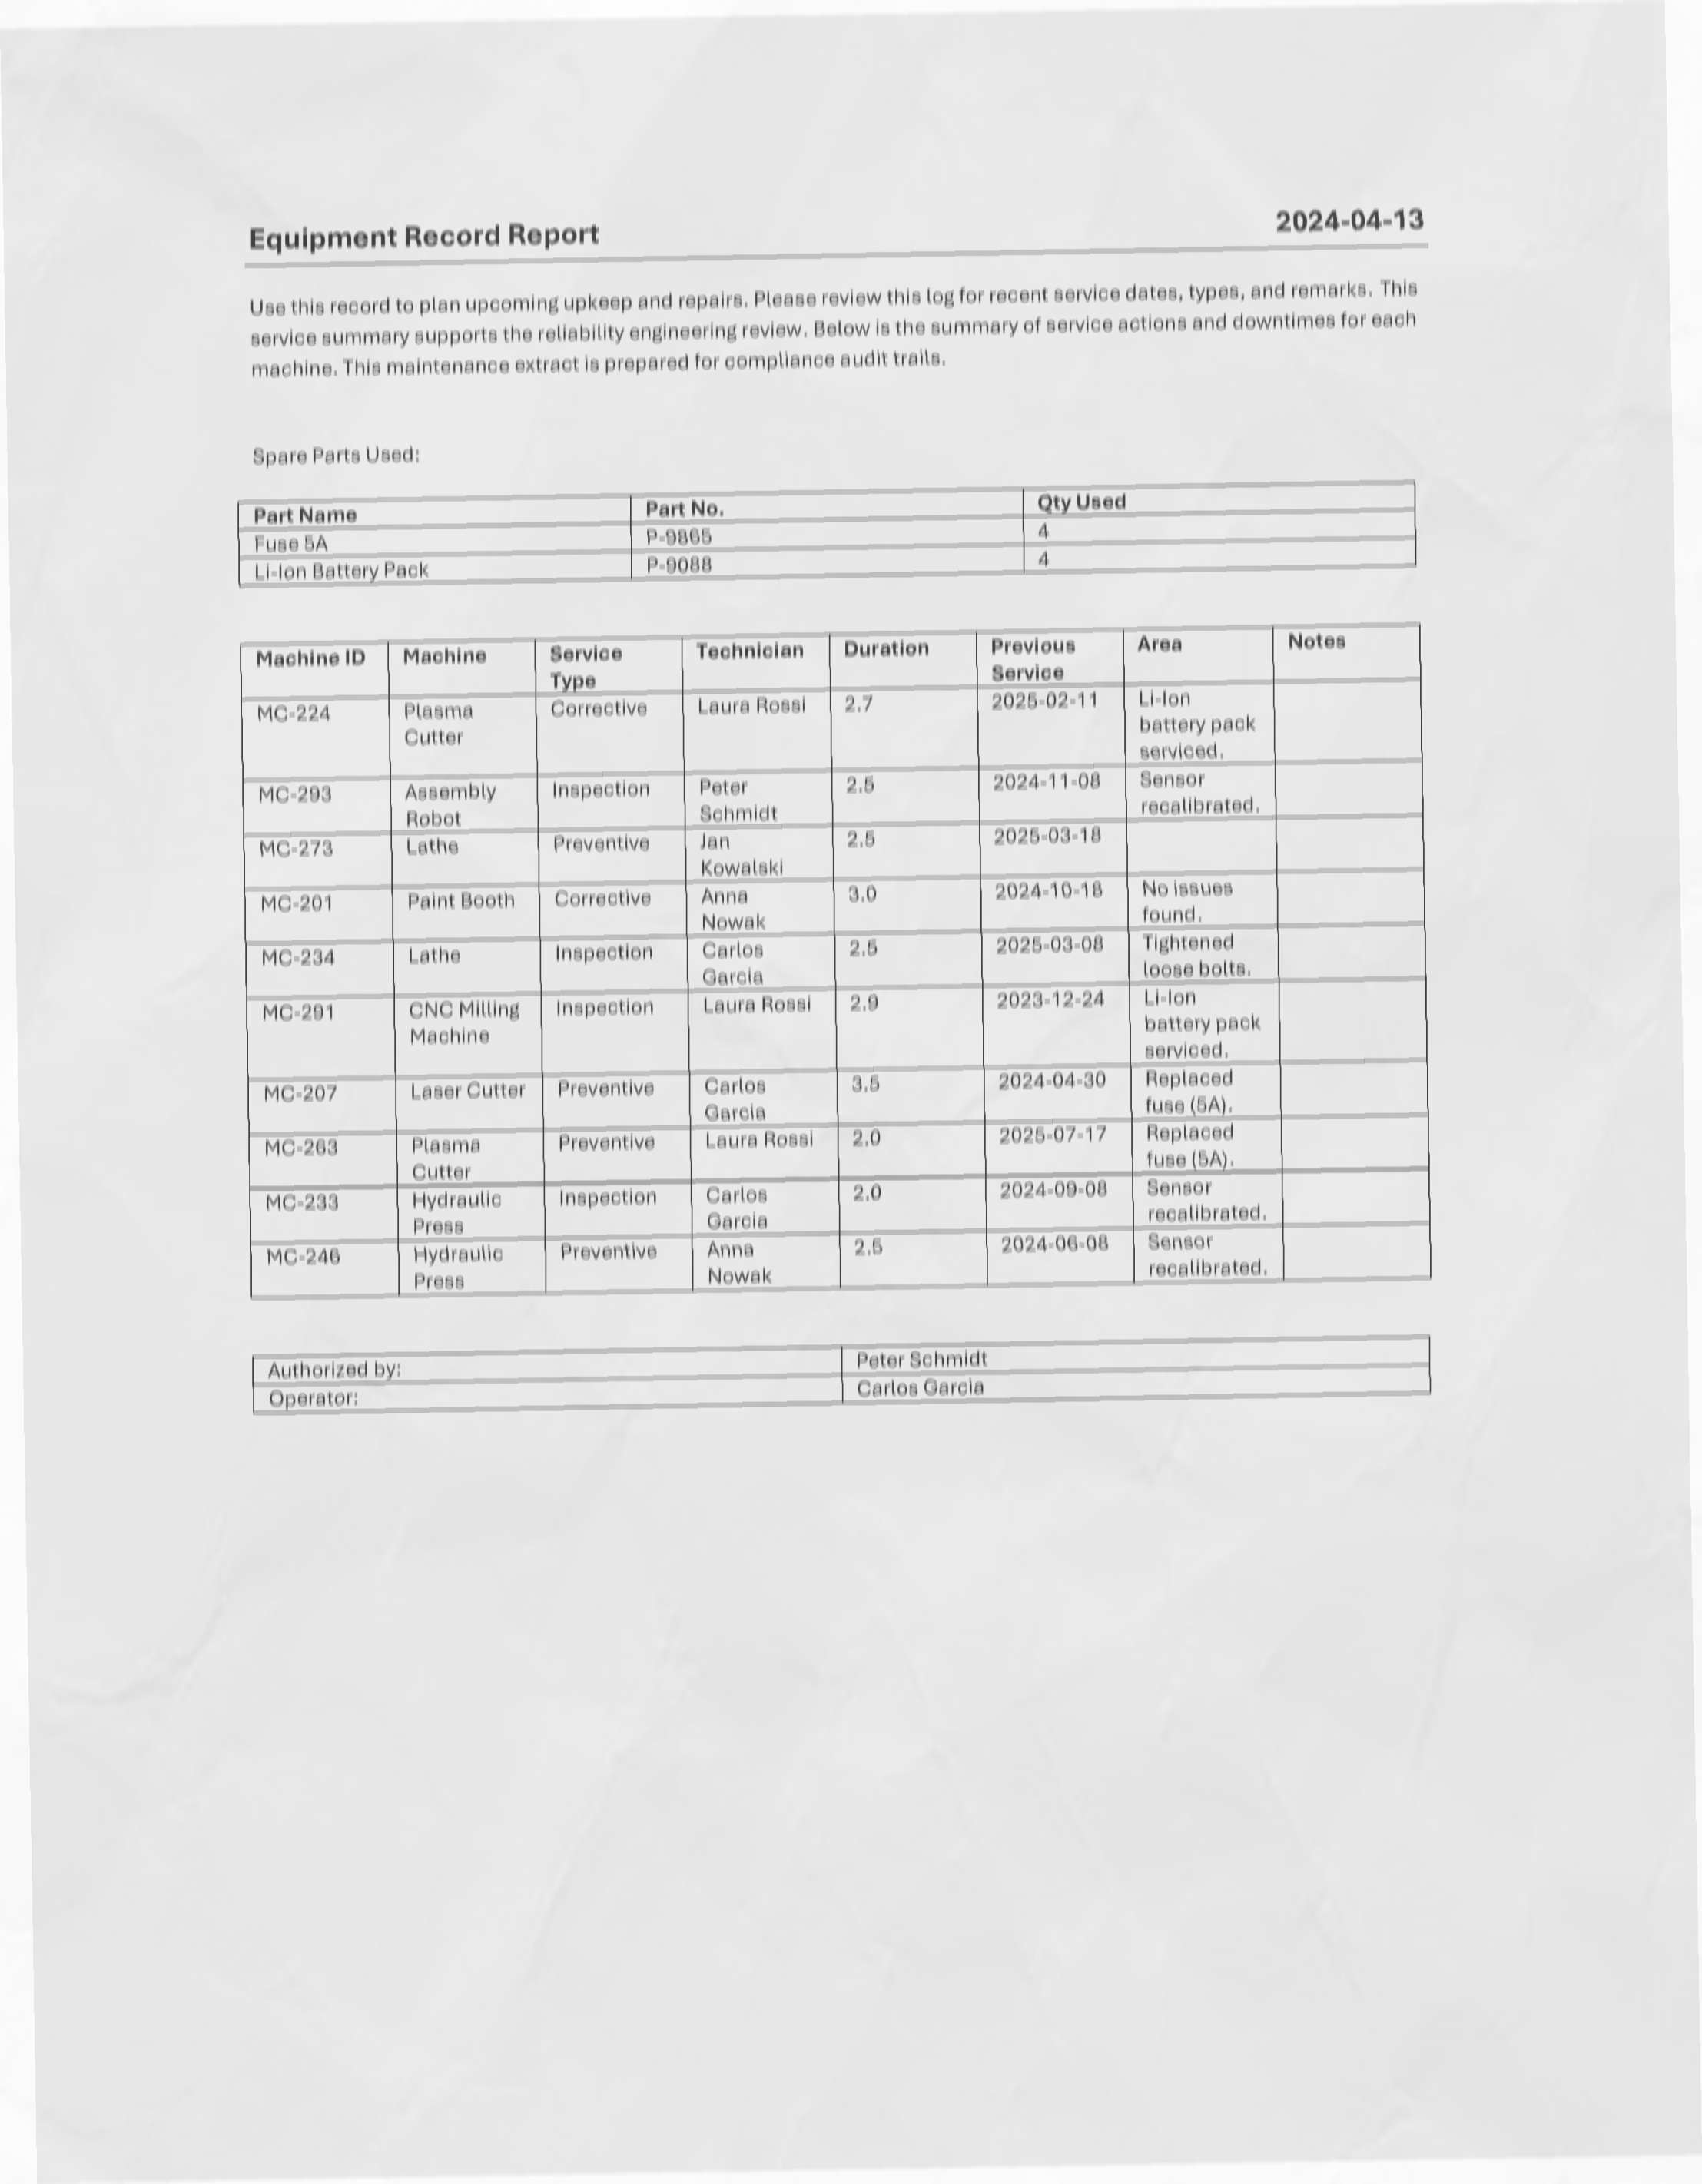 Equipment Record Report 2024-04-13
Use this record to plan upcoming upkeep and repairs. Please review this log for recent service dates, types, and remarks. This
service summary supports the reliability engineering review. Below is the summary of service actions and downtimes for each
machine. This maintenance extract is prepared for compliance audit trails.
Spare Parts Used:
Part Name Part No. Qty Used
Fuse 5A P-9865 4
Li-Ion Battery Pack P-9088 4
Machine ID Machine Service Technician Duration Previous Area Notes
Type Service
MC-224 Plasma Corrective Laura Rossi 2.7 2025-02-11 Li-Ion
Cutter battery pack
serviced.
MC-293 Assembly Inspection Peter 2.5 2024-11-08 Sensor
Robot Schmidt recalibrated.
MC-273 Lathe Preventive Jan 2.5 2025-03-18
Kowalski
MC-201 Paint Booth Corrective Anna 3.0 2024-10-18 No issues
Nowak found.
MC-234 Lathe Inspection Carlos 2.5 2025-03-08 Tightened
Garcia loose bolts.
MC-291 CNC Milling Inspection Laura Rossi 2.9 2023-12-24 Li-Ion
Machine battery pack
serviced.
MC-207 Laser Cutter Preventive Carlos 3.5 2024-04-30 Replaced
Garcia fuse (5A).
MC-263 Plasma Preventive Laura Rossi 2.0 2025-07-17 Replaced
Cutter fuse (5A).
MC-233 Hydraulic Inspection Carlos 2.0 2024-09-08 Sensor
Press Garcia recalibrated.
MC-246 Hydraulic Preventive Anna 2.5 2024-06-08 Sensor
Press Nowak recalibrated.
Authorized by: Peter Schmidt
Operator: Carlos Garcia